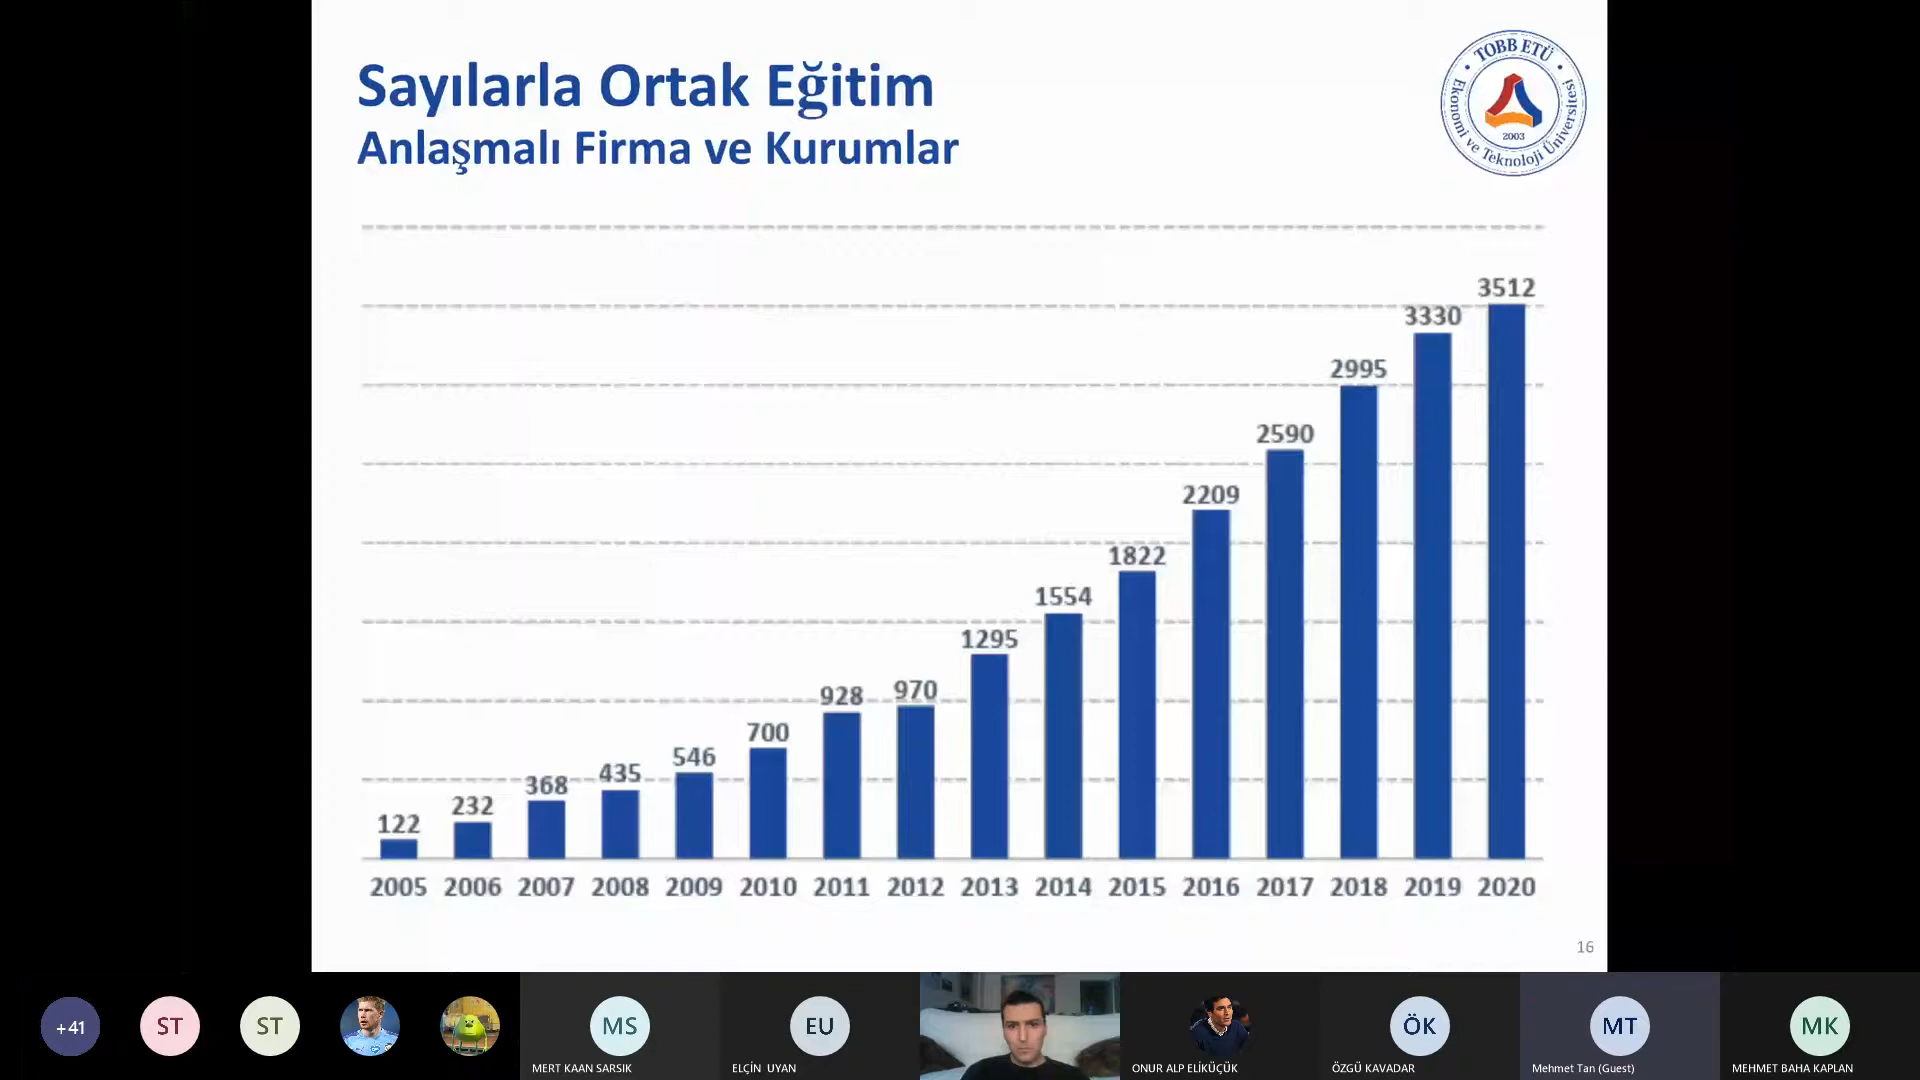 Sayılarla Ortak Eğitim
Anlaşmalı Firma ve Kurumlar
TOBB ETÜ
Ekonomi ve Teknoloji Üniversitesi
2003
122
232
368
435
546
700
928
970
1295
1554
1822
2209
2590
2995
3330
3512
2005 2006 2007 2008 2009 2010 2011 2012 2013 2014 2015 2016 2017 2018 2019 2020
16
+41 ST ST MS EU ÖK MT MK
MERT KAAN SARSIK ELÇİN UYAN ONUR ALP ELİKÜÇÜK ÖZGÜ KAVADAR Mehmet Tan (Guest) MEHMET BAHA KAPLAN